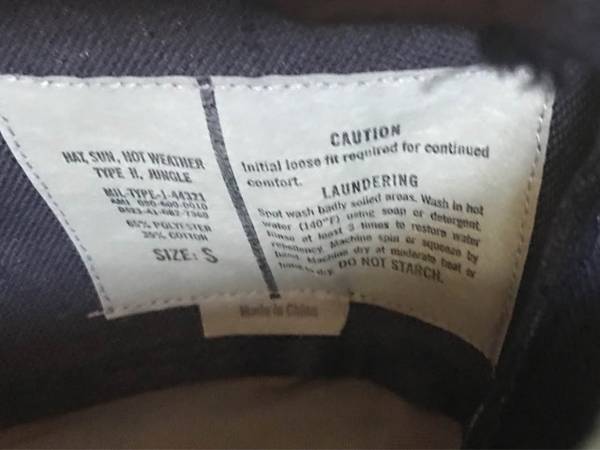 HAT, SUN, HOT WEATHER
TYPE II, JUNGLE
MIL-TYPE-J-44321
65% POLYESTER
35% COTTON
SIZE: S
CAUTION
Initial loose fit required for continued
comfort.
LAUNDERING
Spot wash badly soiled areas. Wash in hot
water (140°F) using soap or detergent.
Rinse at least 3 times to restore water
repellency. Machine spin or squeeze by
hand. Machine dry at moderate heat or
DO NOT STARCH.
Made in China